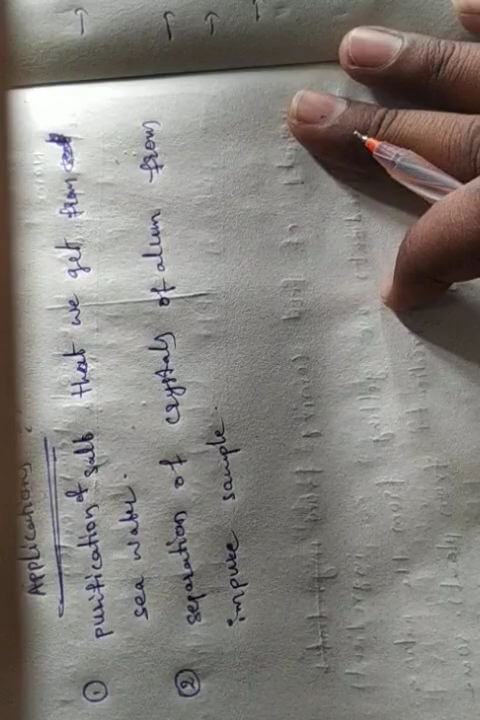 Applications :
① purification of salt that we get from
sea water.
② separation of crystals of alum from
impure sample.